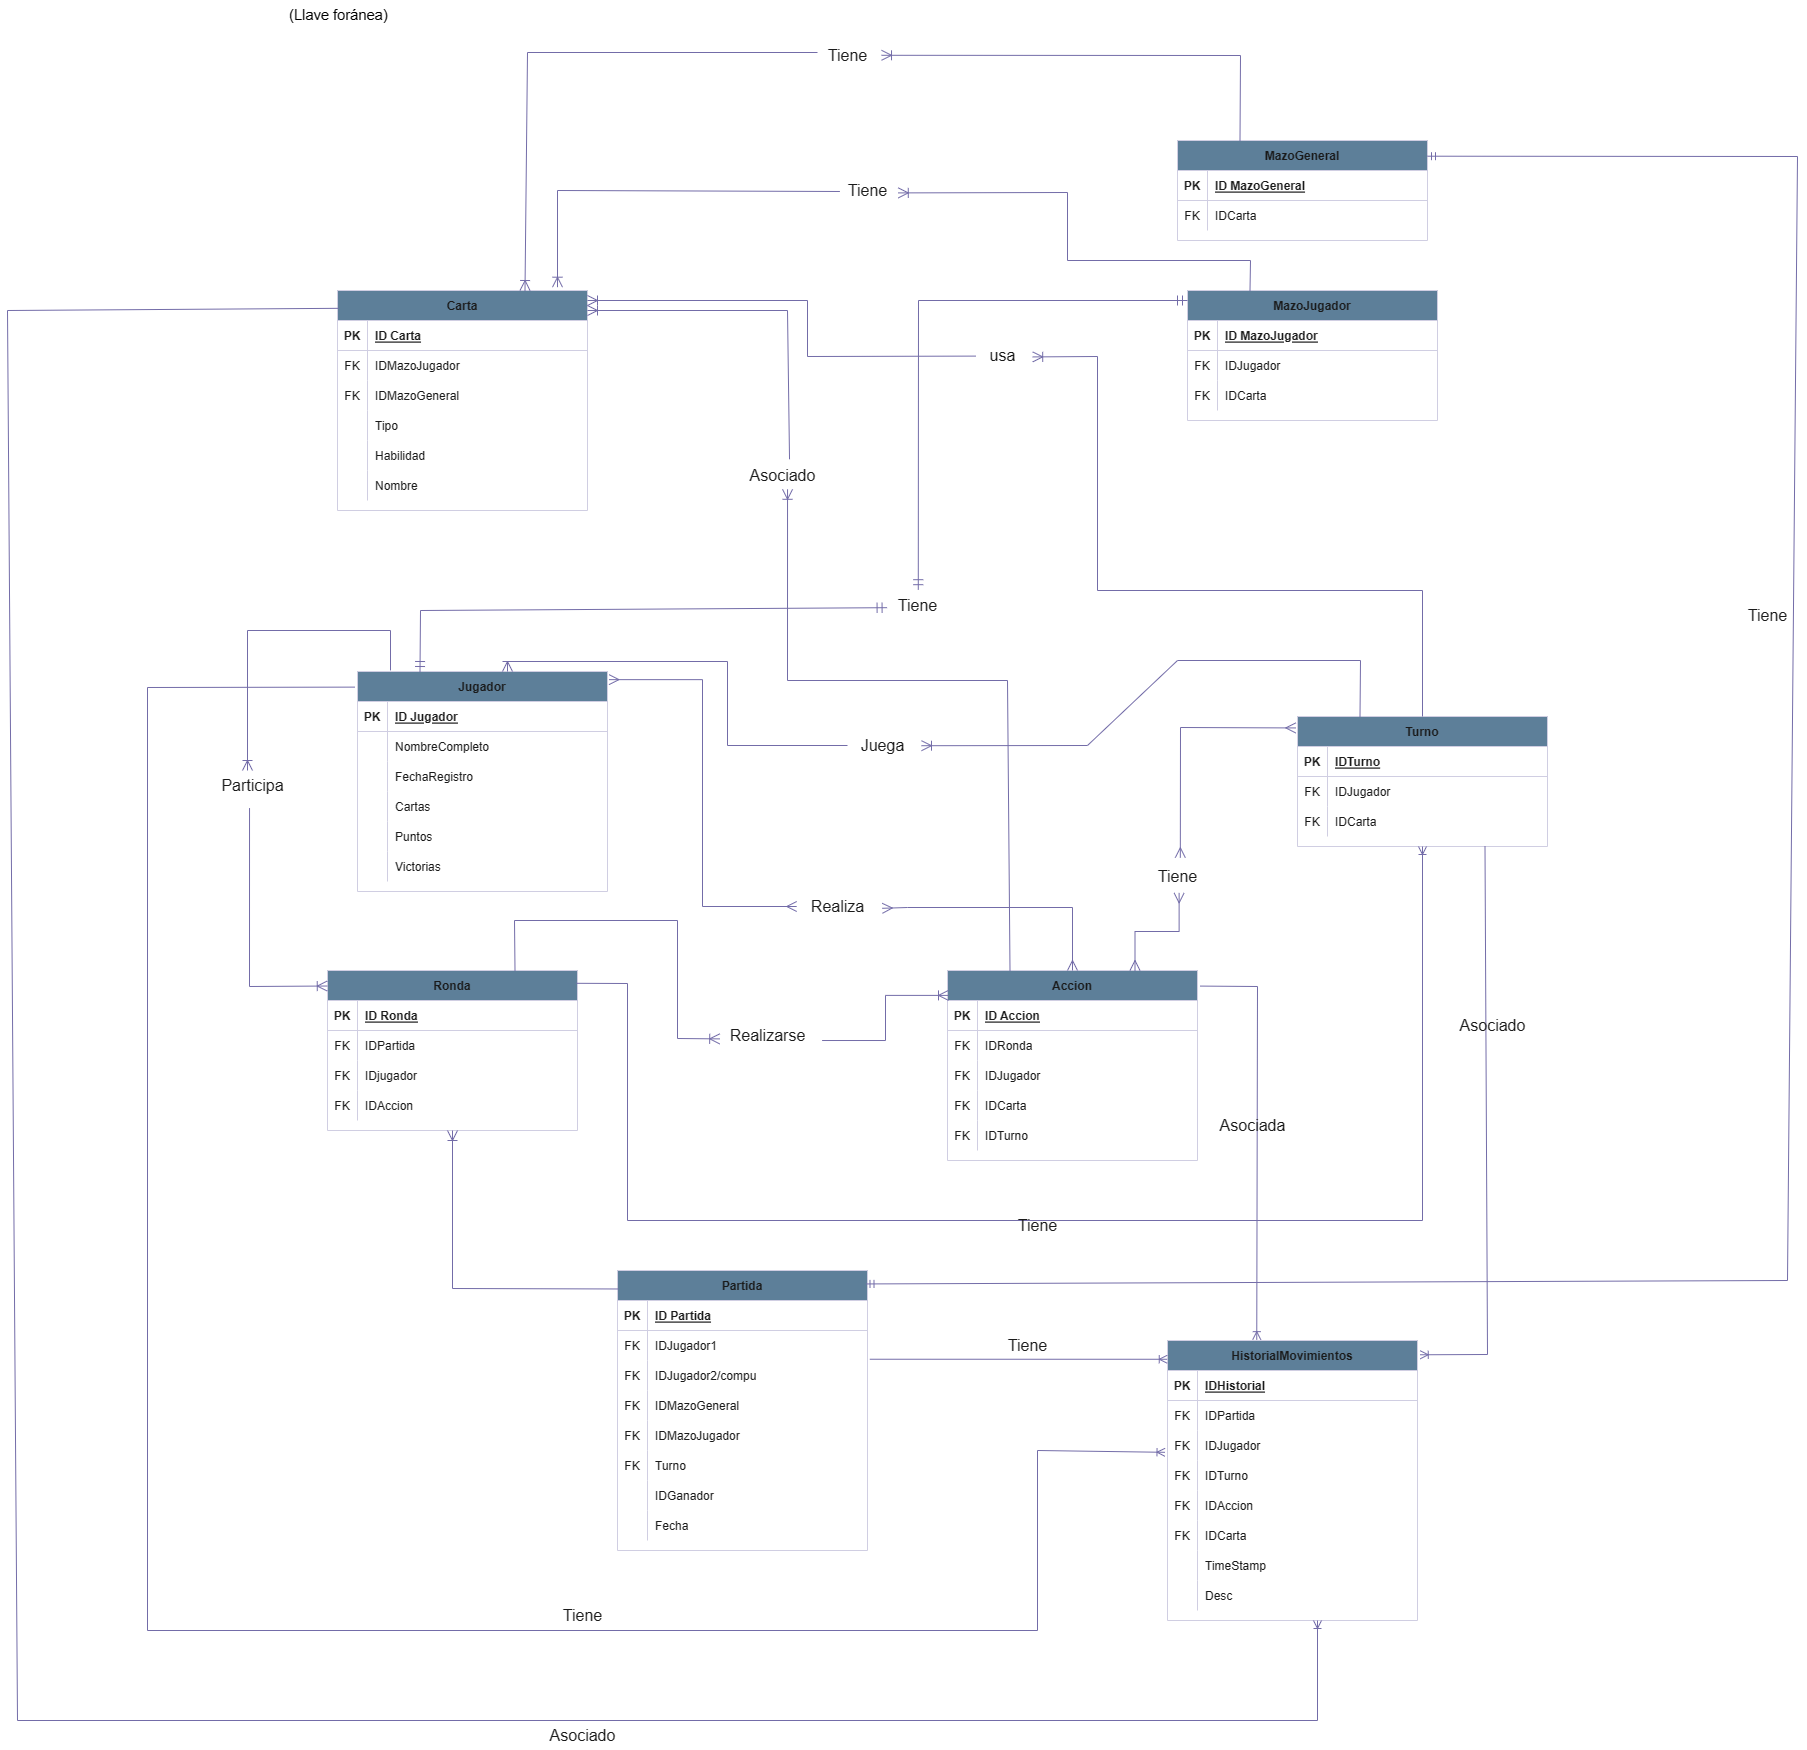 (Llave foránea)
Tiene
MazoGeneral
PK ID MazoGeneral
FK IDCarta
Tiene
Carta
PK ID Carta
FK IDMazoJugador
FK IDMazoGeneral
Tipo
Habilidad
Nombre
MazoJugador
PK ID MazoJugador
FK IDJugador
FK IDCarta
usa
Asociado
Tiene
Tiene
Jugador
PK ID Jugador
NombreCompleto
FechaRegistro
Cartas
Puntos
Victorias
Juega
Turno
PK IDTurno
FK IDJugador
FK IDCarta
Participa
Tiene
Realiza
Ronda
PK ID Ronda
FK IDPartida
FK IDjugador
FK IDAccion
Realizarse
Accion
PK ID Accion
FK IDRonda
FK IDJugador
FK IDCarta
FK IDTurno
Asociado
Asociada
Tiene
Partida
PK ID Partida
FK IDJugador1
FK IDJugador2/compu
FK IDMazoGeneral
FK IDMazoJugador
FK Turno
IDGanador
Fecha
Tiene
HistorialMovimientos
PK IDHistorial
FK IDPartida
FK IDJugador
FK IDTurno
FK IDAccion
FK IDCarta
TimeStamp
Desc
Tiene
Asociado